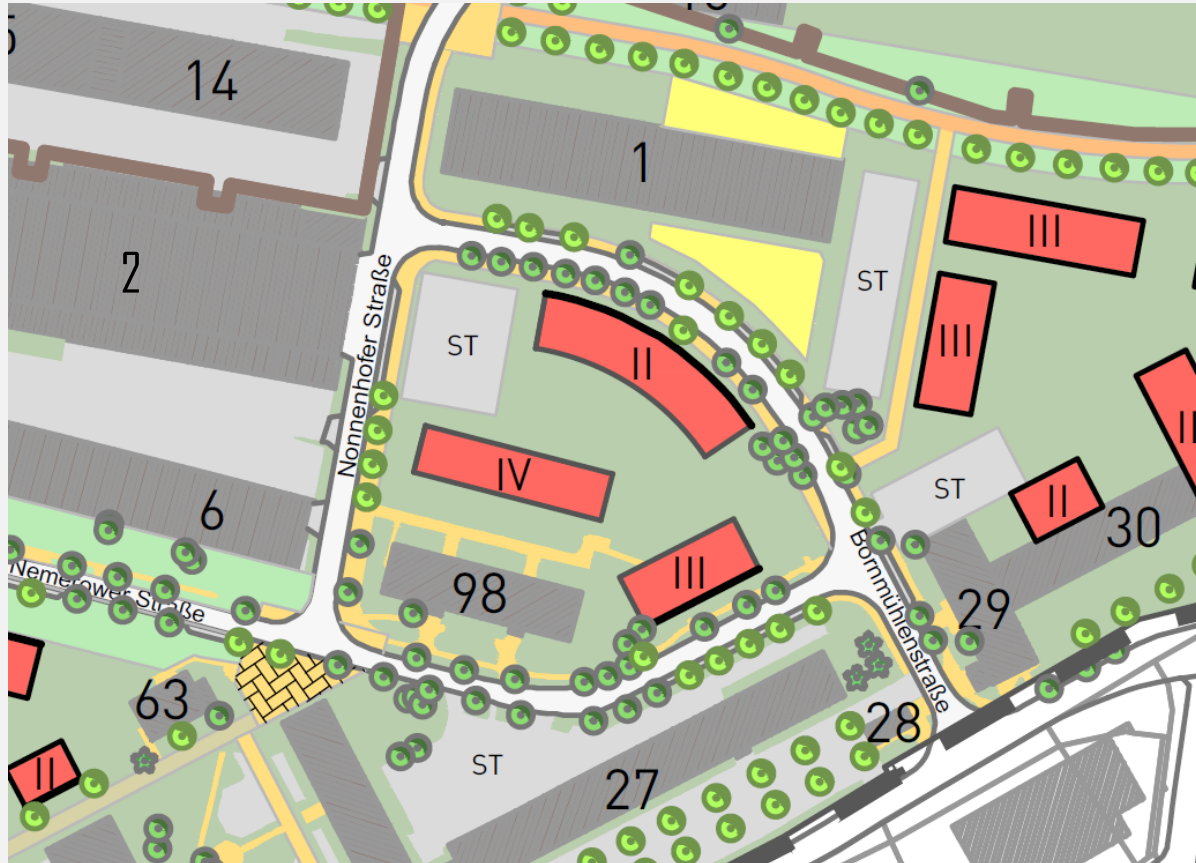 14
1
III
2
ST
III
Nonnenhofer Straße
ST
II
IV
ST
II
30
6
98
III
Bornmühlenstraße
29
Nemerower Straße
63
28
II
ST
27